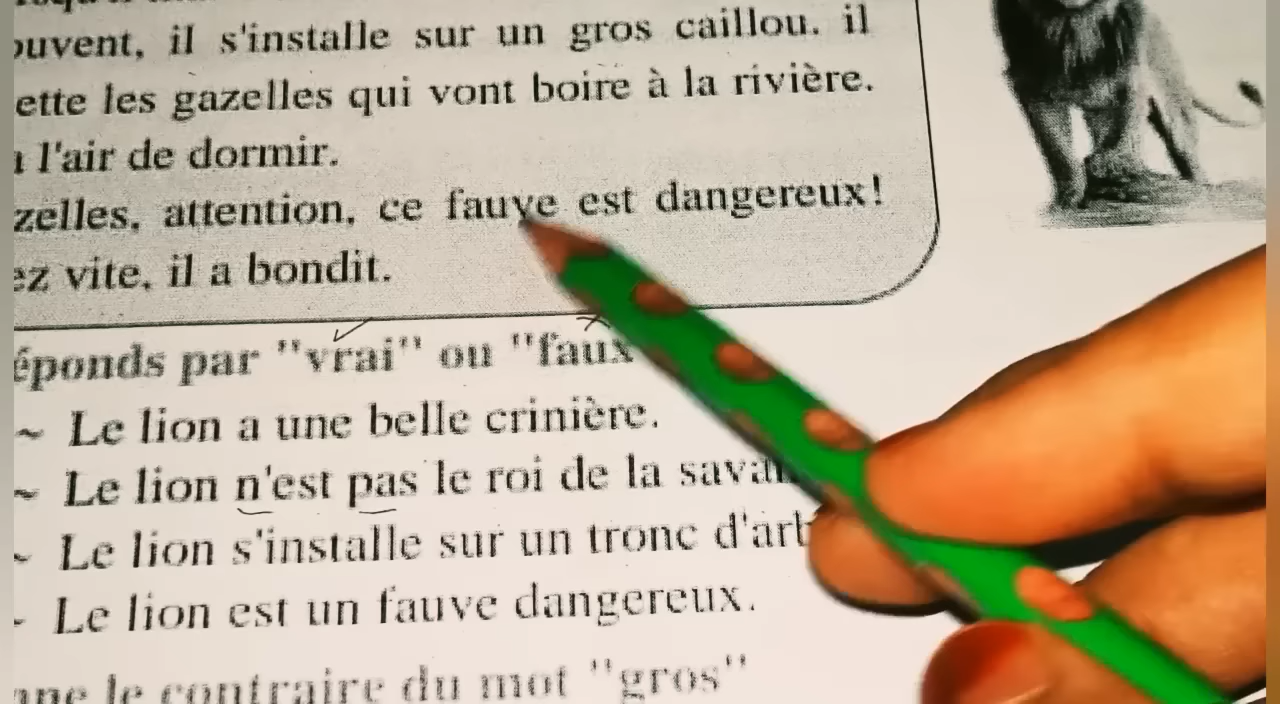 ouvent, il s'installe sur un gros caillou. il
ette les gazelles qui vont boire à la rivière.
l'air de dormir.
zelles, attention, ce fauve est dangereux!
ez vite, il a bondit.
éponds par "vrai" ou "faux
~ Le lion a une belle crinière.
~ Le lion n'est pas le roi de la sava
~ Le lion s'installe sur un tronc d'arb
- Le lion est un fauve dangereux.
le contraire du mot "gros"